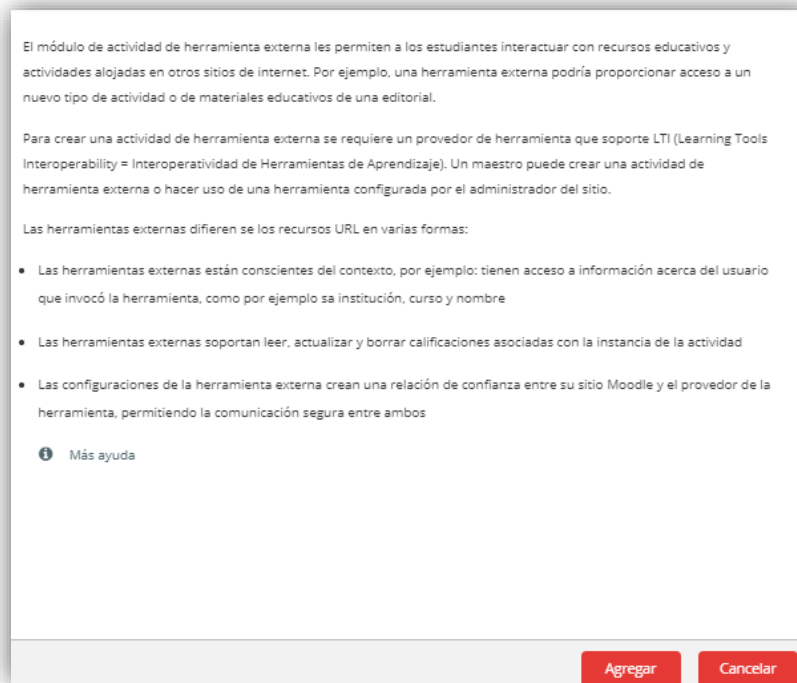 El módulo de actividad de herramienta externa les permiten a los estudiantes interactuar con recursos educativos y
actividades alojadas en otros sitios de internet. Por ejemplo, una herramienta externa podría proporcionar acceso a un
nuevo tipo de actividad o de materiales educativos de una editorial.
Para crear una actividad de herramienta externa se requiere un provedor de herramienta que soporte LTI (Learning Tools
Interoperability = Interoperatividad de Herramientas de Aprendizaje). Un maestro puede crear una actividad de
herramienta externa o hacer uso de una herramienta configurada por el administrador del sitio.
Las herramientas externas difieren se los recursos URL en varias formas:
• Las herramientas externas están conscientes del contexto, por ejemplo: tienen acceso a información acerca del usuario
que invocó la herramienta, como por ejemplo sa institución, curso y nombre
• Las herramientas externas soportan leer, actualizar y borrar calificaciones asociadas con la instancia de la actividad
• Las configuraciones de la herramienta externa crean una relación de confianza entre su sitio Moodle y el provedor de la
herramienta, permitiendo la comunicación segura entre ambos
Más ayuda
Agregar Cancelar